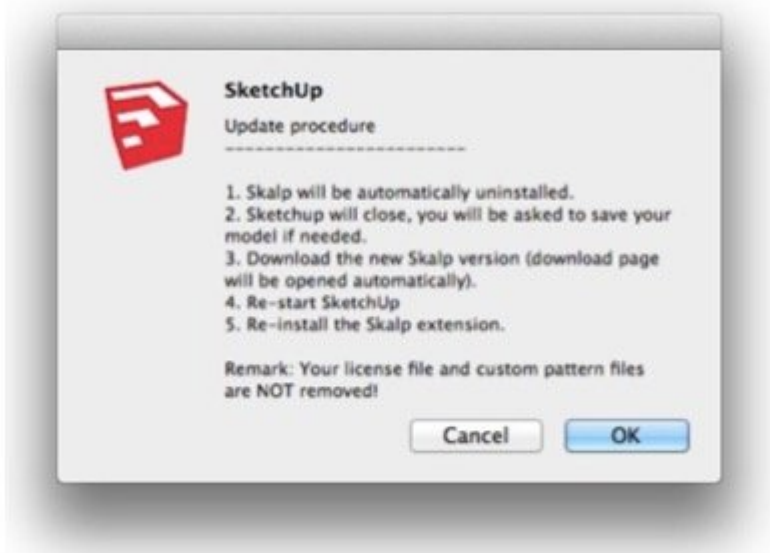 SketchUp
Update procedure
------------------------
1. Skalp will be automatically uninstalled.
2. Sketchup will close, you will be asked to save your
model if needed.
3. Download the new Skalp version (download page
will be opened automatically).
4. Re-start SketchUp
5. Re-install the Skalp extension.
Remark: Your license file and custom pattern files
are NOT removed!
Cancel OK